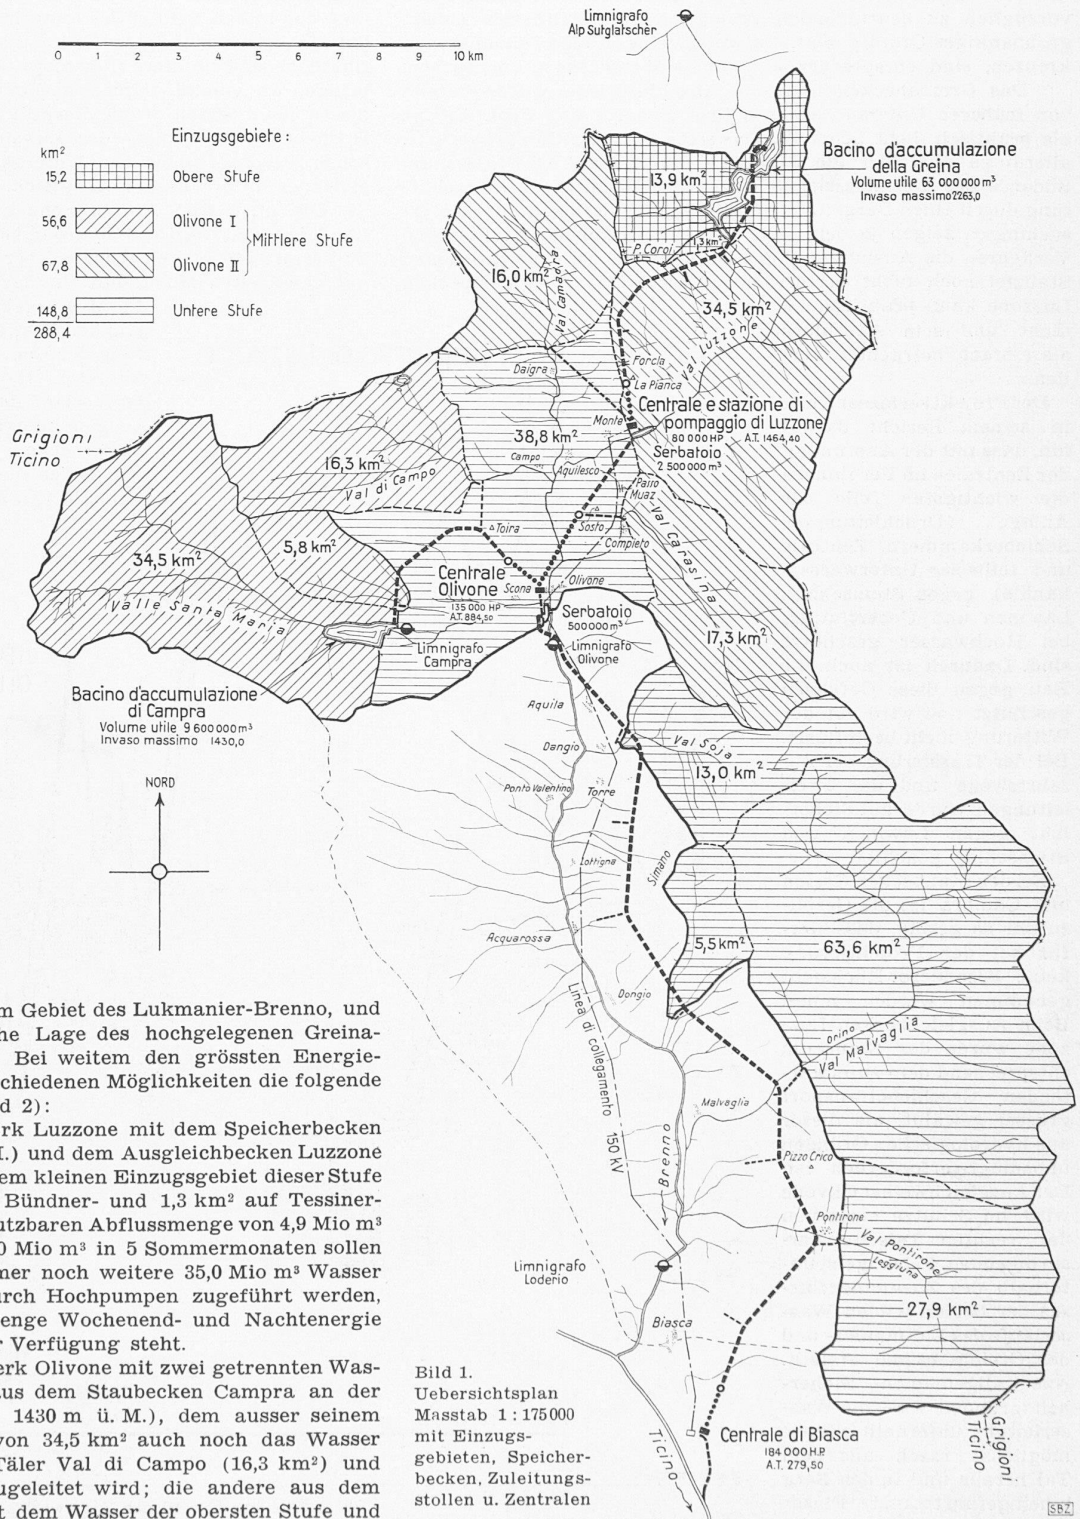 Limnigrafo
Alp Sutglatschèr
0 1 2 3 4 5 6 7 8 9 10 km
Einzugsgebiete:
km²
15,2 Obere Stufe
56,6 Olivone I
Mittlere Stufe
67,8 Olivone II
148,8 Untere Stufe
288,4
Bacino d'accumulazione
della Greina
Volume utile 63 000 000 m³
Invaso massimo 2263,0
13,9 km²
P. Coroi
1,3 km²
16,0 km²
Val Camadra
34,5 km²
Val Luzzone
Forcla
La Pianca
Daigra
Centrale e stazione di
pompaggio di Luzzone
80 000 HP A.T. 1464,40
Monte
Serbatoio
2 500 000 m³
Grigioni
Ticino
38,8 km²
Campo
Aquilesco
16,3 km²
Val di Campo
Pairo
Muaz
Val Carasina
Toira
Sosto
Compieto
5,8 km²
34,5 km²
Valle Santa Maria
Centrale
Olivone
Scona
Olivone
135 000 HP
A.T. 884,50
Serbatoio
500 000 m³
Limnigrafo
Campra
Limnigrafo
Olivone
17,3 km²
Bacino d'accumulazione
di Campra
Volume utile 9 600 000 m³
Invaso massimo 1430,0
Aquila
Dangio
Val Soja
13,0 km²
NORD
Ponto Valentino
Torre
Lottigna
Simano
Acquarossa
5,5 km²
63,6 km²
Dongio
Linea di collegamento 150 kV
Orino
Val Malvaglia
Malvaglia
Brenno
Pizzo Crico
Pontirone
Val Pontirone
Leggiuna
Limnigrafo
Loderio
27,9 km²
Biasca
Ticino
Centrale di Biasca
184 000 H.P.
A.T. 279,50
Grigioni
Ticino
m Gebiet des Lukmanier-Brenno, und
he Lage des hochgelegenen Greina-
Bei weitem den grössten Energie-
schiedenen Möglichkeiten die folgende
d 2):
erk Luzzone mit dem Speicherbecken
M.) und dem Ausgleichbecken Luzzone
em kleinen Einzugsgebiet dieser Stufe
Bündner- und 1,3 km² auf Tessiner-
utzbaren Abflussmenge von 4,9 Mio m³
0 Mio m³ in 5 Sommermonaten sollen
mer noch weitere 35,0 Mio m³ Wasser
urch Hochpumpen zugeführt werden,
enge Wochenend- und Nachtenergie
r Verfügung steht.
erk Olivone mit zwei getrennten Was-
aus dem Staubecken Campra an der
1430 m ü. M.), dem ausser seinem
von 34,5 km² auch noch das Wasser
Täler Val di Campo (16,3 km²) und
ugeleitet wird; die andere aus dem
t dem Wasser der obersten Stufe und
Bild 1.
Uebersichtsplan
Masstab 1 : 175000
mit Einzugs-
gebieten, Speicher-
becken, Zuleitungs-
stollen u. Zentralen
SBZ